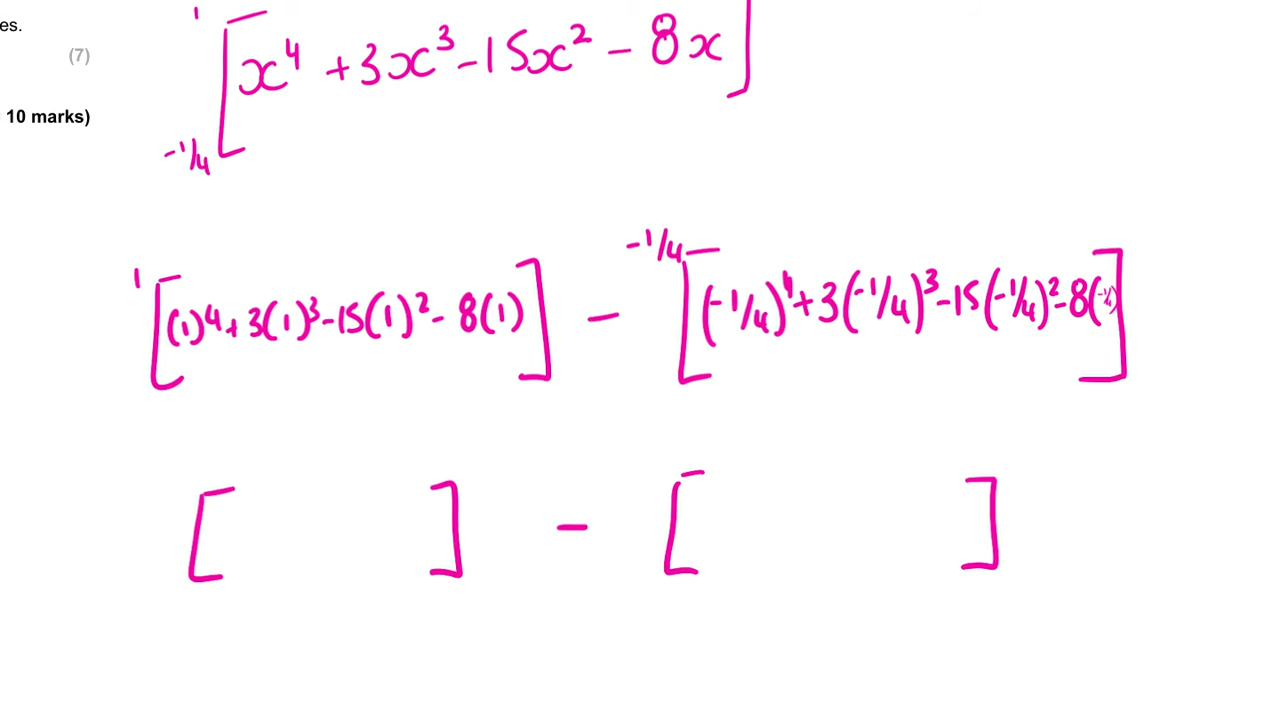 es.
(7)
10 marks)
1
[x⁴ + 3x³ - 15x² - 8x]
-1/4
1 [(1)⁴ + 3(1)³ - 15(1)² - 8(1)] - -1/4 [(-1/4)⁴ + 3(-1/4)³ - 15(-1/4)² - 8(-¼)]
[ ] - [ ]